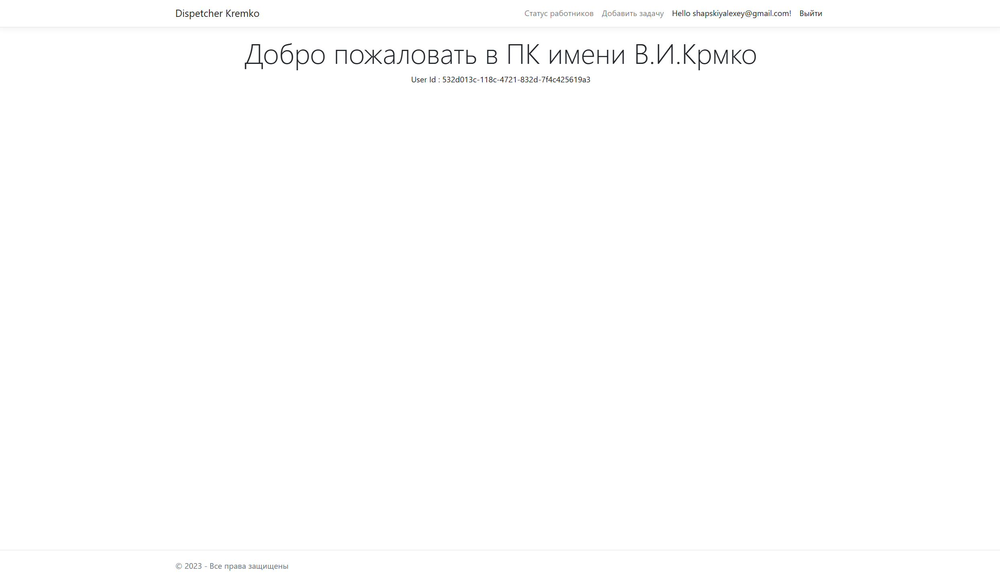 Dispetcher Kremko
Статус работников Добавить задачу Hello shapskiyalexey@gmail.com! Выйти
Добро пожаловать в ПК имени В.И.Крмко
User Id : 532d013c-118c-4721-832d-7f4c425619a3
© 2023 - Все права защищены